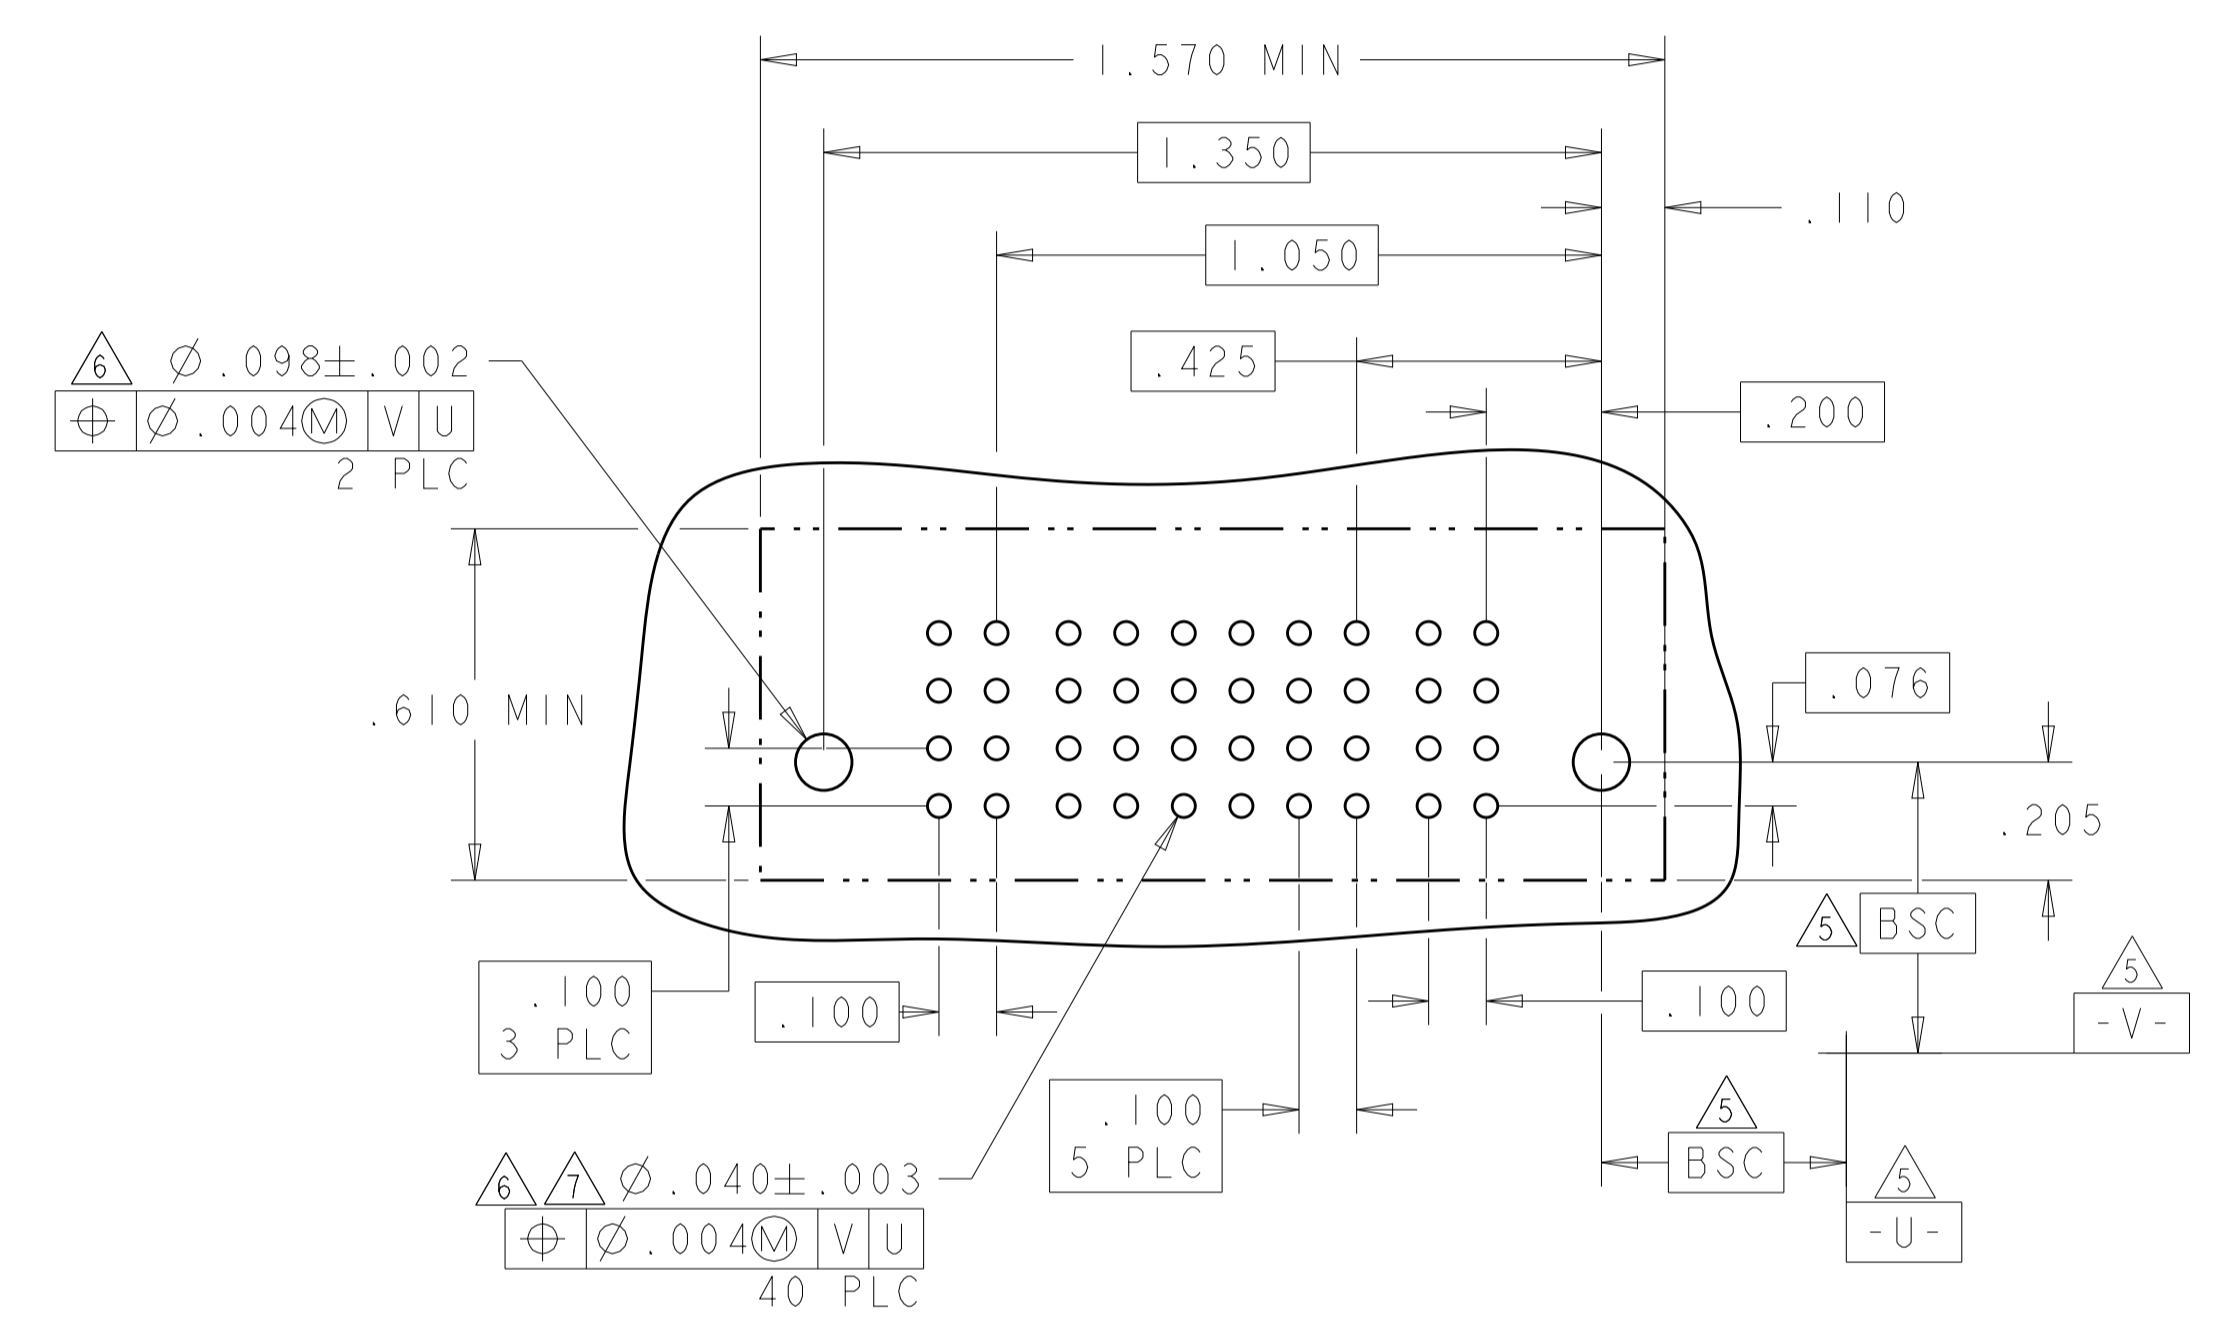 1.570 MIN
1.350
.110
1.050
.425
.200
6 Ø.098±.002
⌖ Ø.004Ⓜ V U
2 PLC
.610 MIN
.076
.205
5 BSC
5
-V-
.100
3 PLC
.100
.100
.100
5 PLC
5
BSC
5
-U-
6 7 Ø.040±.003
⌖ Ø.004Ⓜ V U
40 PLC